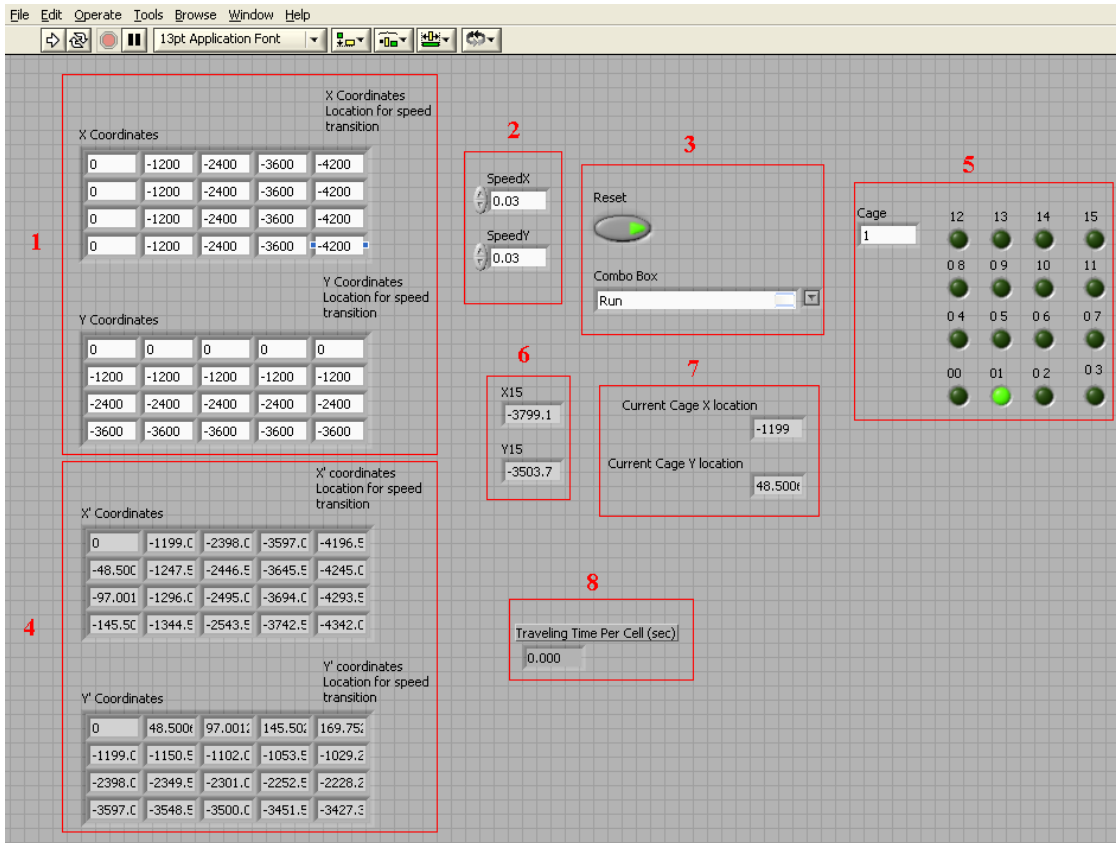 File Edit Operate Tools Browse Window Help
13pt Application Font
1
X Coordinates
X Coordinates
Location for speed
transition
0 -1200 -2400 -3600 -4200
0 -1200 -2400 -3600 -4200
0 -1200 -2400 -3600 -4200
0 -1200 -2400 -3600 -4200
Y Coordinates
Y Coordinates
Location for speed
transition
0 0 0 0 0
-1200 -1200 -1200 -1200 -1200
-2400 -2400 -2400 -2400 -2400
-3600 -3600 -3600 -3600 -3600
2
SpeedX
0.03
SpeedY
0.03
3
Reset
Combo Box
Run
5
Cage
1
12 13 14 15
08 09 10 11
04 05 06 07
00 01 02 03
6
X15
-3799.1
Y15
-3503.7
7
Current Cage X location
-1199
Current Cage Y location
48.5006
4
X' Coordinates
X' coordinates
Location for speed
transition
0 -1199.0 -2398.0 -3597.0 -4196.5
-48.500 -1247.5 -2446.5 -3645.5 -4245.0
-97.001 -1296.0 -2495.0 -3694.0 -4293.5
-145.50 -1344.5 -2543.5 -3742.5 -4342.0
Y' Coordinates
Y' coordinates
Location for speed
transition
0 48.5006 97.0012 145.502 169.752
-1199.0 -1150.5 -1102.0 -1053.5 -1029.2
-2398.0 -2349.5 -2301.0 -2252.5 -2228.2
-3597.0 -3548.5 -3500.0 -3451.5 -3427.3
8
Traveling Time Per Cell (sec)
0.000